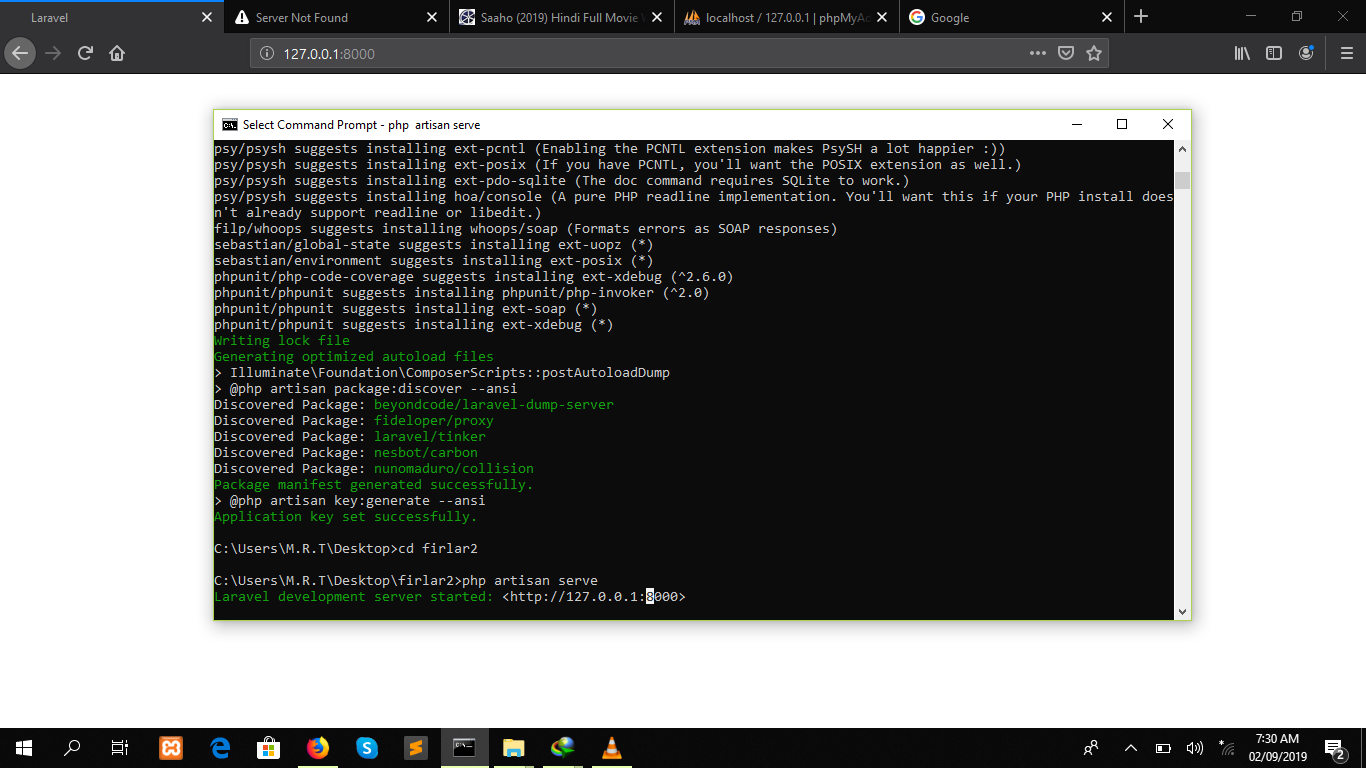 Laravel
Server Not Found
Saaho (2019) Hindi Full Movie
localhost / 127.0.0.1 | phpMyAd
Google
127.0.0.1:8000
Select Command Prompt - php  artisan serve
psy/psysh suggests installing ext-pcntl (Enabling the PCNTL extension makes PsySH a lot happier :))
psy/psysh suggests installing ext-posix (If you have PCNTL, you'll want the POSIX extension as well.)
psy/psysh suggests installing ext-pdo-sqlite (The doc command requires SQLite to work.)
psy/psysh suggests installing hoa/console (A pure PHP readline implementation. You'll want this if your PHP install does
n't already support readline or libedit.)
filp/whoops suggests installing whoops/soap (Formats errors as SOAP responses)
sebastian/global-state suggests installing ext-uopz (*)
sebastian/environment suggests installing ext-posix (*)
phpunit/php-code-coverage suggests installing ext-xdebug (^2.6.0)
phpunit/phpunit suggests installing phpunit/php-invoker (^2.0)
phpunit/phpunit suggests installing ext-soap (*)
phpunit/phpunit suggests installing ext-xdebug (*)
Writing lock file
Generating optimized autoload files
> Illuminate\Foundation\ComposerScripts::postAutoloadDump
> @php artisan package:discover --ansi
Discovered Package: beyondcode/laravel-dump-server
Discovered Package: fideloper/proxy
Discovered Package: laravel/tinker
Discovered Package: nesbot/carbon
Discovered Package: nunomaduro/collision
Package manifest generated successfully.
> @php artisan key:generate --ansi
Application key set successfully.
C:\Users\M.R.T\Desktop>cd firlar2
C:\Users\M.R.T\Desktop\firlar2>php artisan serve
Laravel development server started: <http://127.0.0.1:8000>
7:30 AM
02/09/2019
2